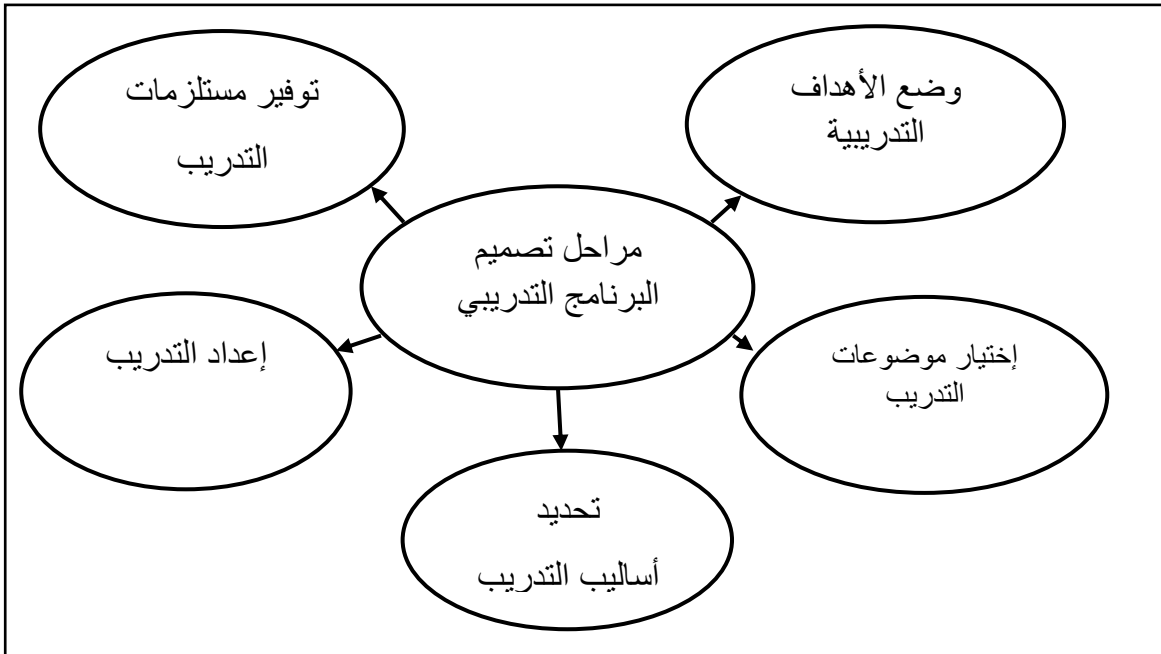 وضع الأهداف
التدريبية
توفير مستلزمات
التدريب
مراحل تصميم
البرنامج التدريبي
إختيار موضوعات
التدريب
إعداد التدريب
تحديد
أساليب التدريب